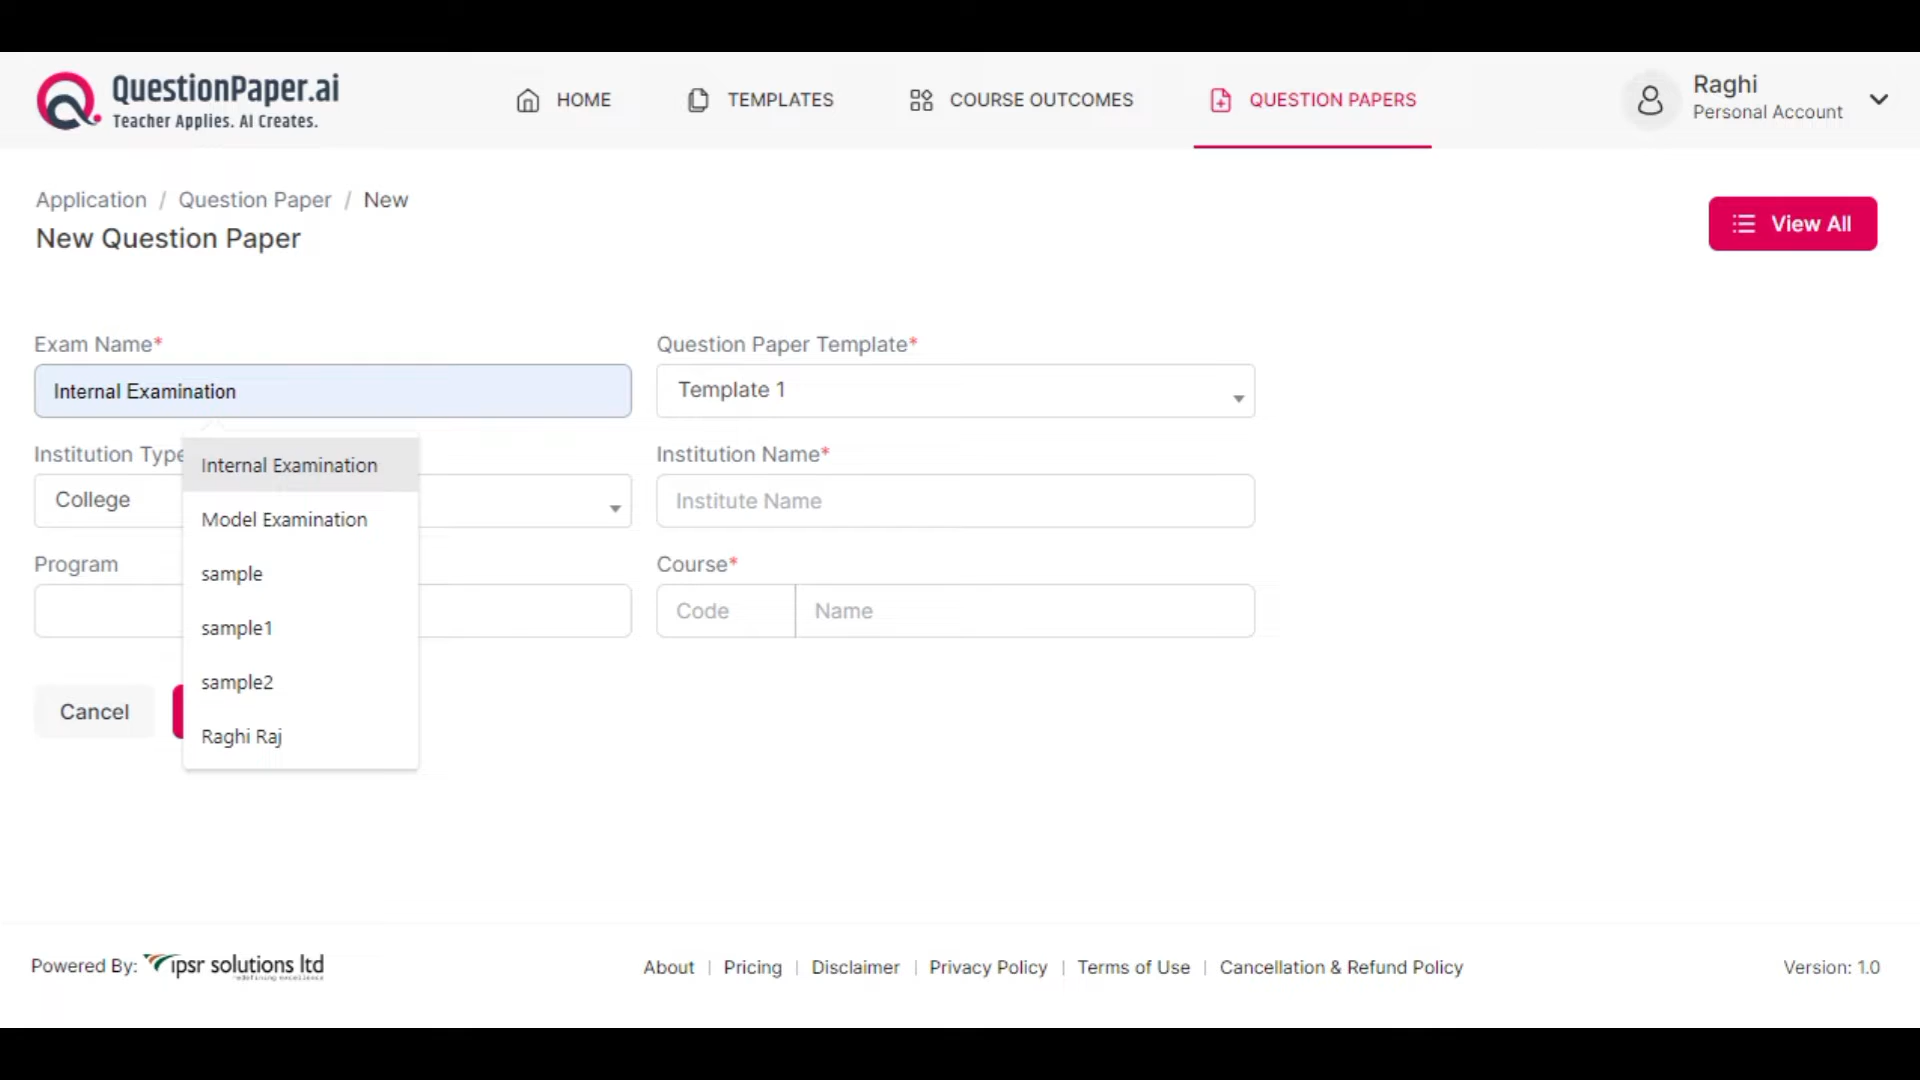 QuestionPaper.ai
Teacher Applies. AI Creates.
HOME
TEMPLATES
COURSE OUTCOMES
QUESTION PAPERS
Raghi
Personal Account
Application / Question Paper / New
New Question Paper
View All
Exam Name*
Question Paper Template*
Internal Examination
Template 1
Institution Type
Institution Name*
College
Institute Name
Program
Course*
Code
Name
Internal Examination
Model Examination
sample
sample1
sample2
Raghi Raj
Cancel
Powered By: ipsr solutions ltd
redefining excellence
About | Pricing | Disclaimer | Privacy Policy | Terms of Use | Cancellation & Refund Policy
Version: 1.0